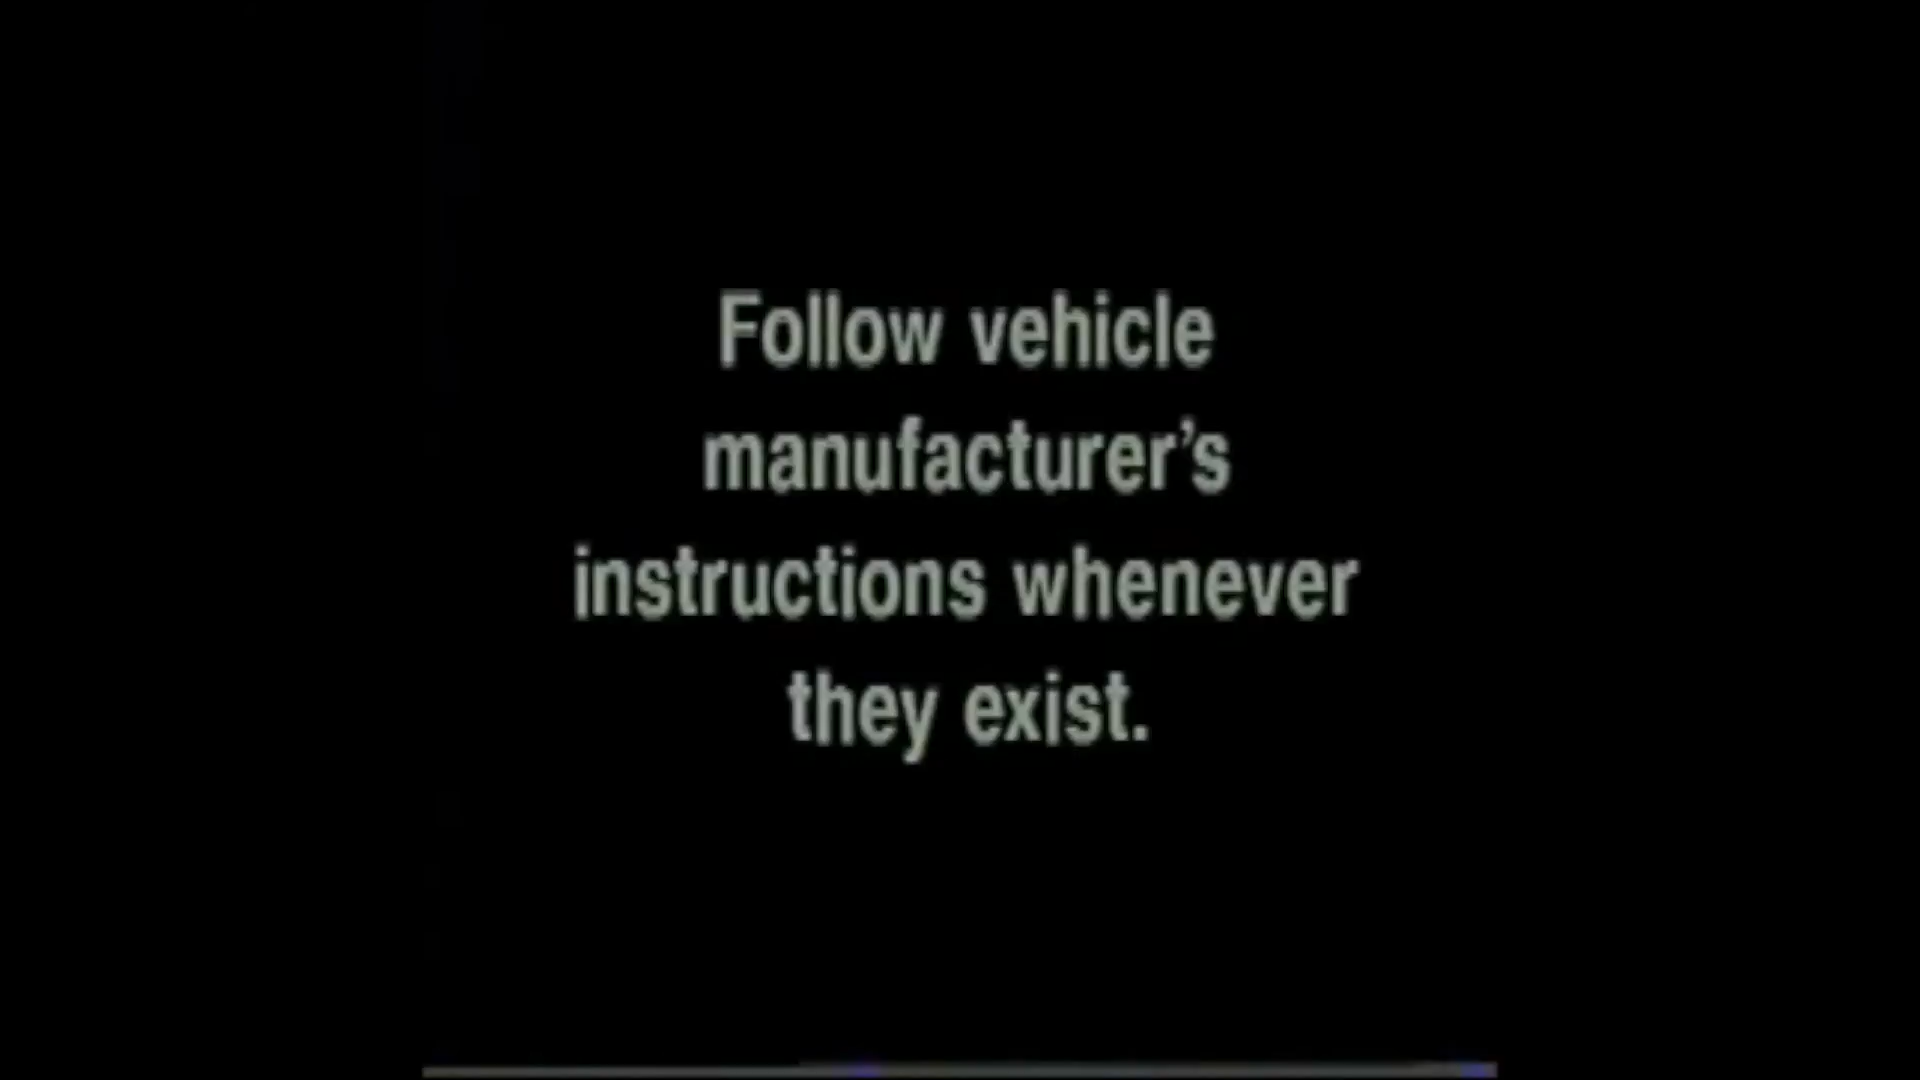 Follow vehicle
manufacturer’s
instructions whenever
they exist.